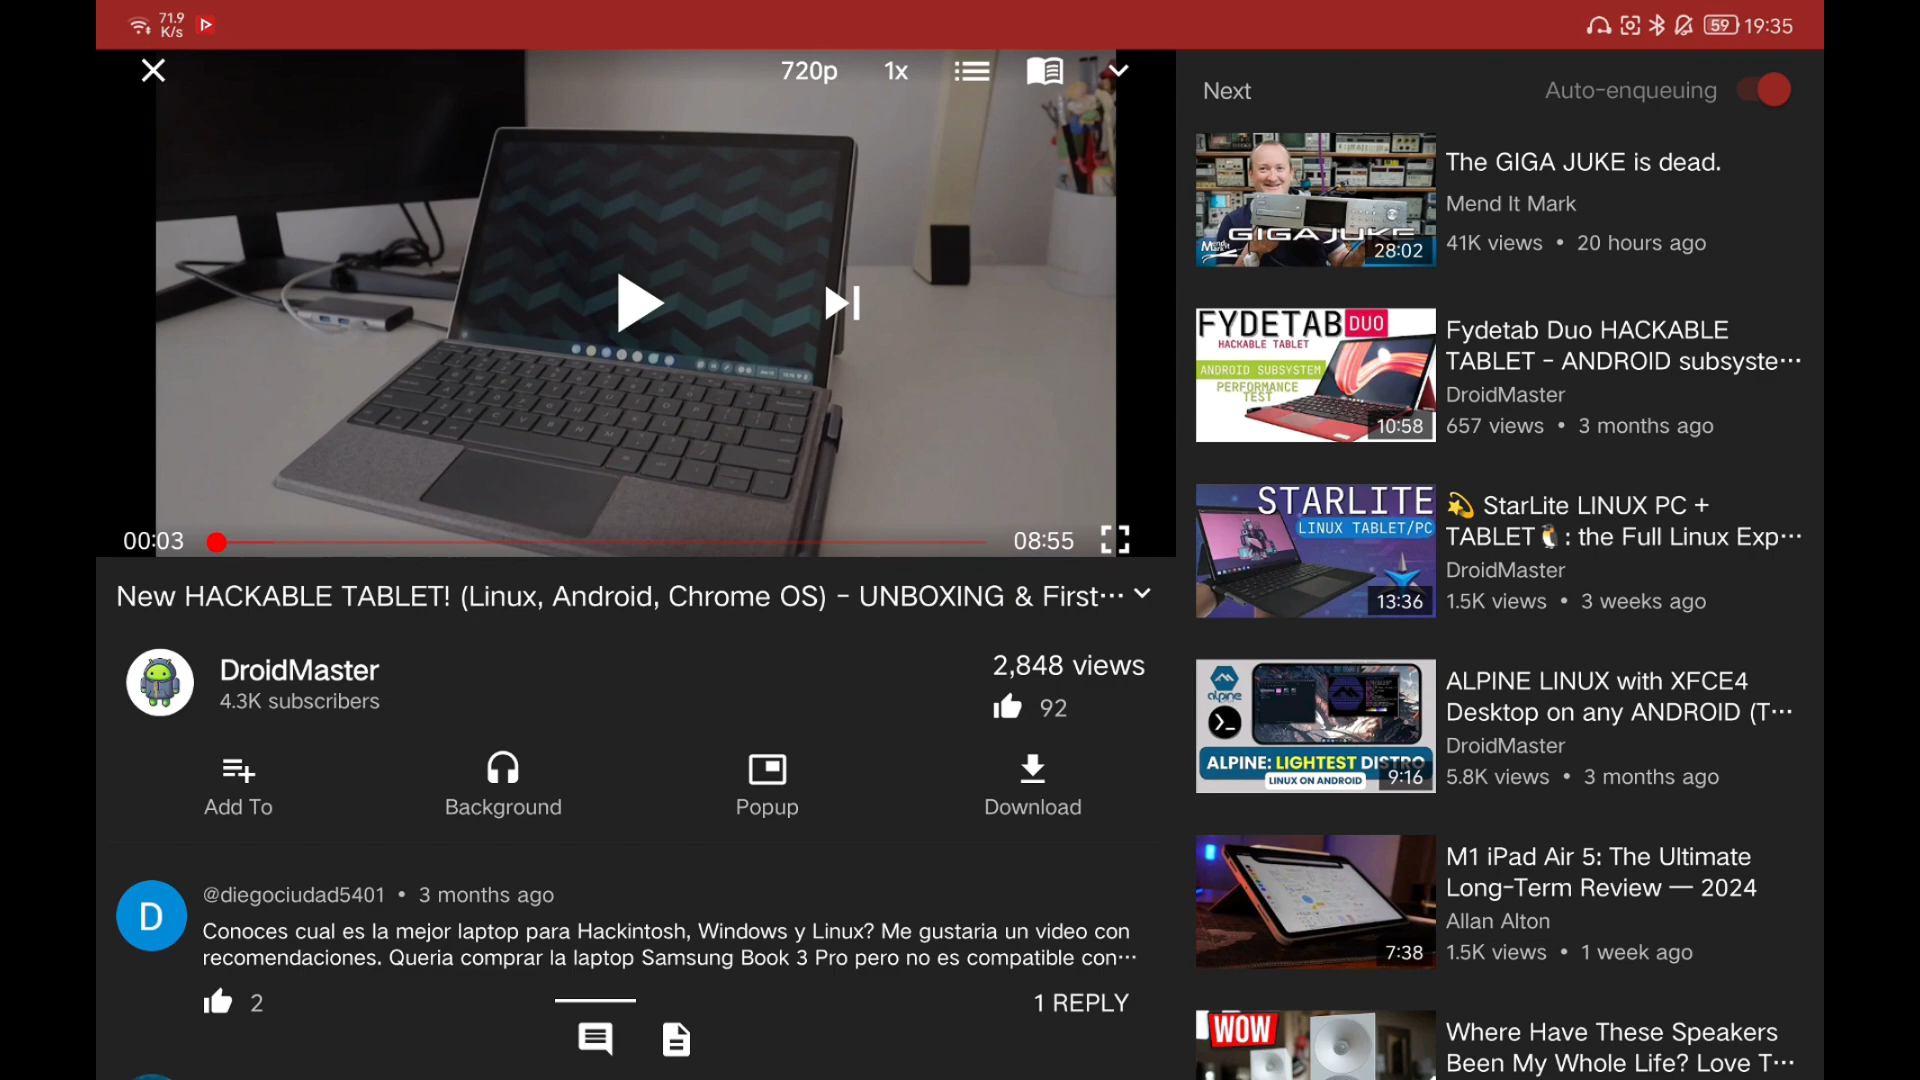 71.9
K/s
59 19:35
720p 1x
00:03 08:55
New HACKABLE TABLET! (Linux, Android, Chrome OS) - UNBOXING & First···
DroidMaster
4.3K subscribers
2,848 views
92
Add To
Background
Popup
Download
D
@diegociudad5401 • 3 months ago
Conoces cual es la mejor laptop para Hackintosh, Windows y Linux? Me gustaria un video con
recomendaciones. Queria comprar la laptop Samsung Book 3 Pro pero no es compatible con···
2
1 REPLY
Next
Auto-enqueuing
Mend It Mark
GIGA JUKE
28:02
The GIGA JUKE is dead.
Mend It Mark
41K views • 20 hours ago
FYDETAB DUO
HACKABLE TABLET
ANDROID SUBSYSTEM
PERFORMANCE
TEST
10:58
Fydetab Duo HACKABLE
TABLET - ANDROID subsyste···
DroidMaster
657 views • 3 months ago
STARLITE
LINUX TABLET/PC
13:36
💫 StarLite LINUX PC +
TABLET🐧: the Full Linux Exp···
DroidMaster
1.5K views • 3 weeks ago
alpine
ALPINE: LIGHTEST DISTRO
LINUX ON ANDROID
9:16
ALPINE LINUX with XFCE4
Desktop on any ANDROID (T···
DroidMaster
5.8K views • 3 months ago
7:38
M1 iPad Air 5: The Ultimate
Long-Term Review — 2024
Allan Alton
1.5K views • 1 week ago
WOW
Where Have These Speakers
Been My Whole Life? Love T···